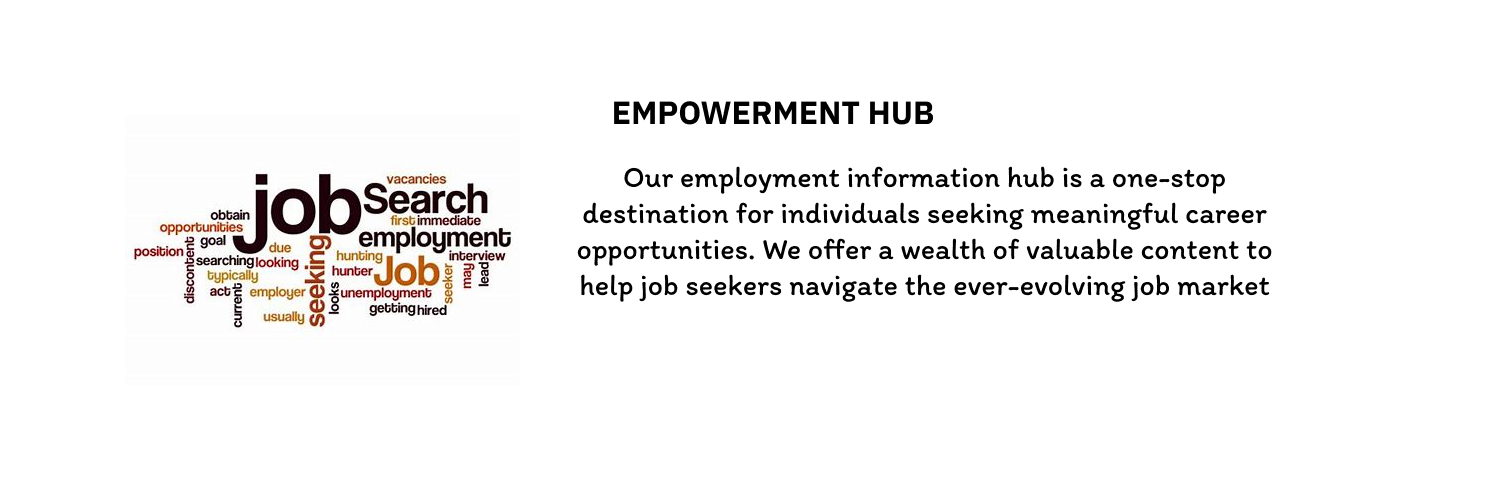 EMPOWERMENT HUB
Our employment information hub is a one-stop
destination for individuals seeking meaningful career
opportunities. We offer a wealth of valuable content to
help job seekers navigate the ever-evolving job market
vacancies
job
Search
obtain
first
immediate
opportunities
goal
employment
position
discontent
due
seeking
hunting
interview
searching
looking
hunter
Job
seeker
may
lead
typically
act
current
employer
looks
unemployment
usually
getting
hired